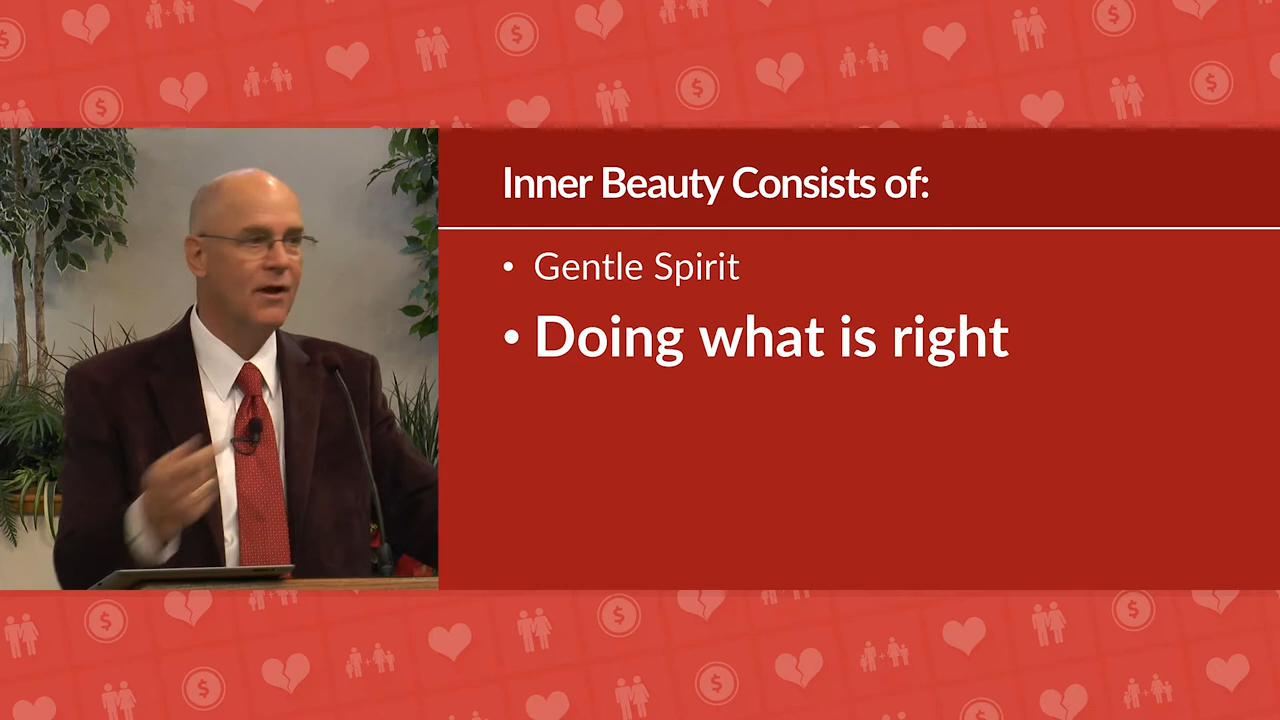 Inner Beauty Consists of:
• Gentle Spirit
• Doing what is right